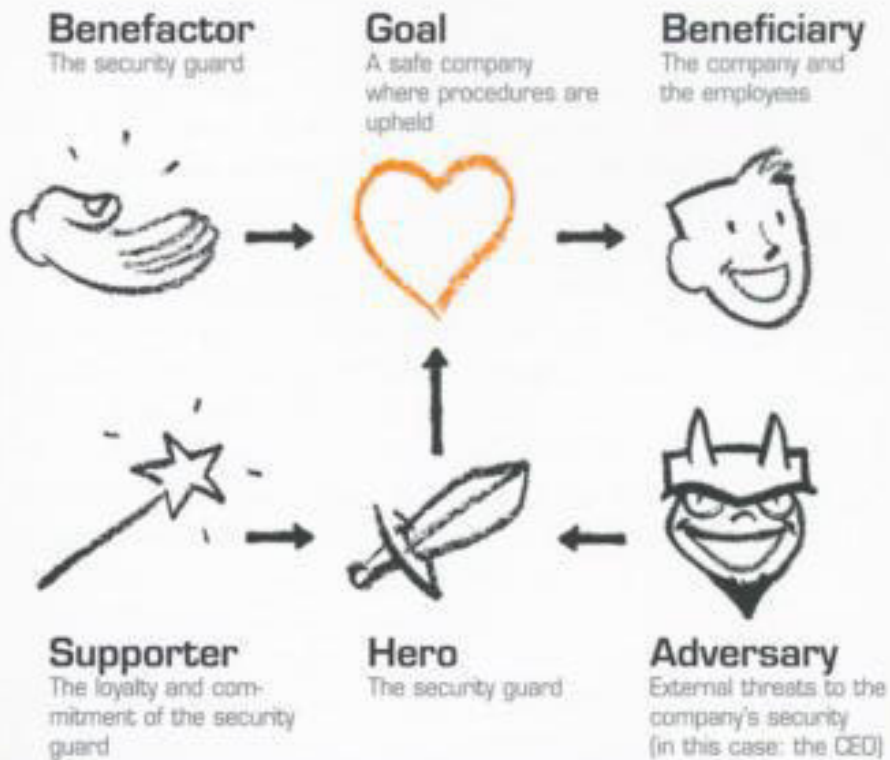 Benefactor
The security guard
Goal
A safe company
where procedures are
upheld
Beneficiary
The company and
the employees
Supporter
The loyalty and com-
mitment of the security
guard
Hero
The security guard
Adversary
External threats to the
company's security
(in this case: the CEO)